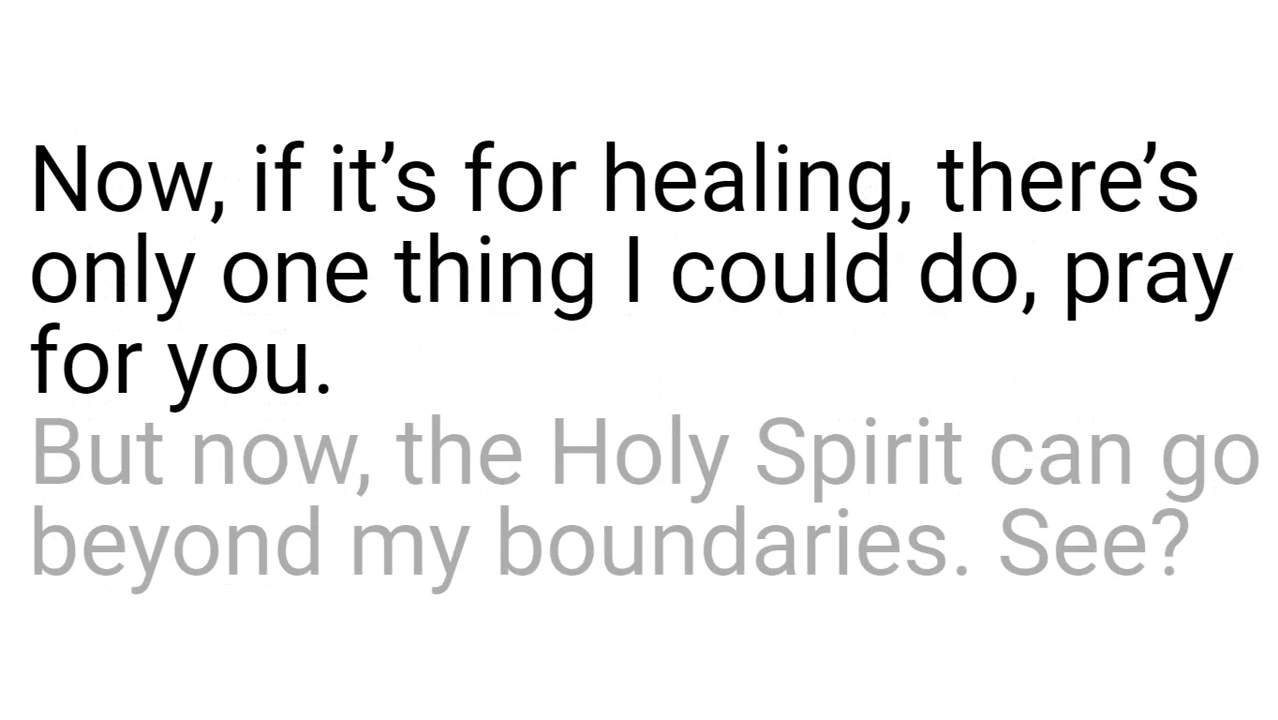 Now, if it’s for healing, there’s
only one thing I could do, pray
for you.
But now, the Holy Spirit can go
beyond my boundaries. See?